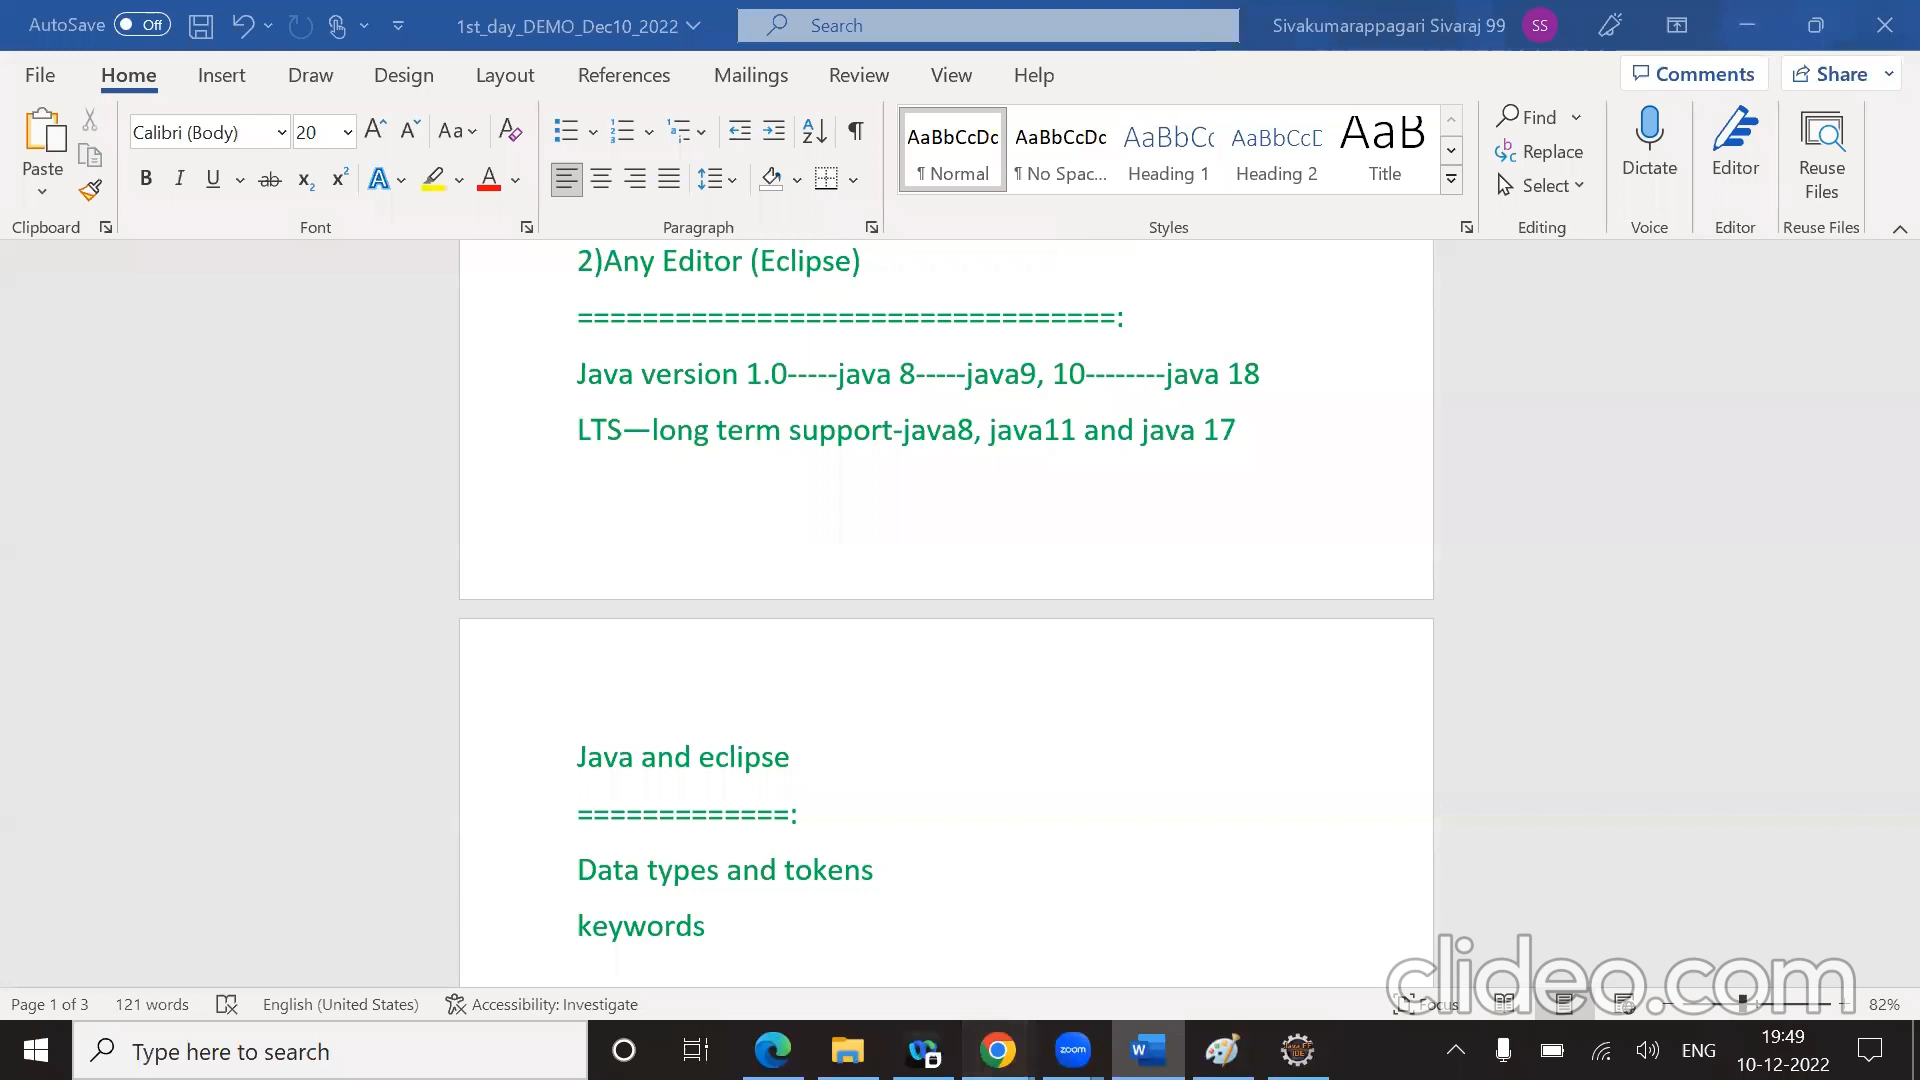 AutoSave Off 1st_day_DEMO_Dec10_2022 Search Sivakumarappagari Sivaraj 99 SS
File Home Insert Draw Design Layout References Mailings Review View Help Comments Share
Paste
Calibri (Body) 20 Aa
AaBbCcDc AaBbCcDc AaBbCc AaBbCcD AaB
¶ Normal ¶ No Spac... Heading 1 Heading 2 Title
Find
Replace
Select
Dictate Editor Reuse Files
Clipboard Font Paragraph Styles Editing Voice Editor Reuse Files
2)Any Editor (Eclipse)
=================================:
Java version 1.0-----java 8-----java9, 10--------java 18
LTS—long term support-java8, java11 and java 17
Java and eclipse
=============:
Data types and tokens
keywords
clideo.com
Page 1 of 3 121 words English (United States) Accessibility: Investigate Focus 82%
Type here to search zoom ENG 19:49
10-12-2022